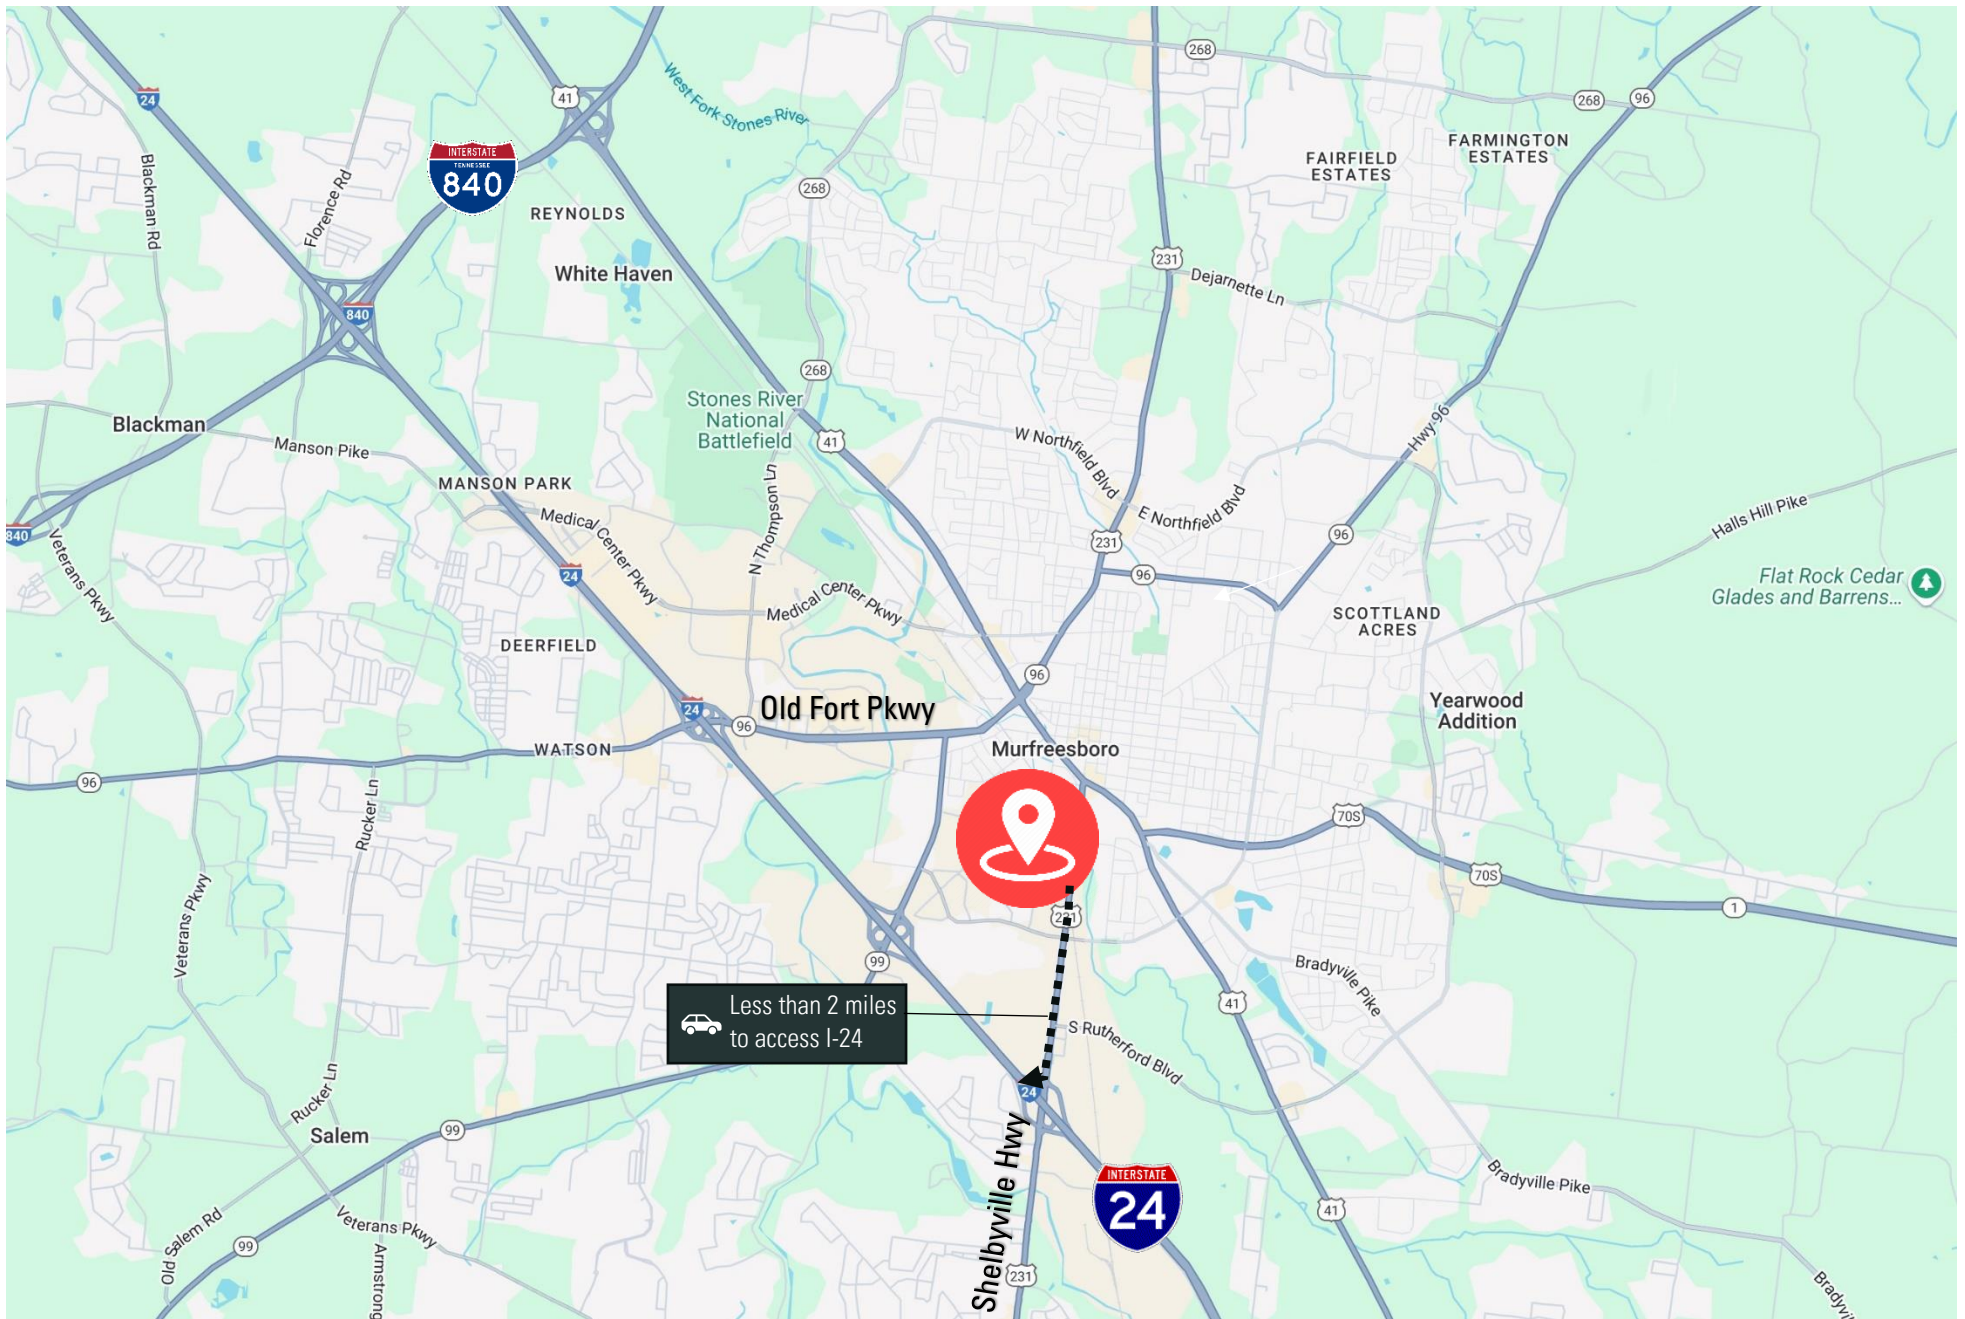 268
24
41
West Fork Stones River
268
96
FARMINGTON
ESTATES
FAIRFIELD
ESTATES
INTERSTATE
TENNESSEE
840
Blackman Rd
Florence Rd
268
REYNOLDS
White Haven
231
Dejarnette Ln
840
268
Stones River
National
Battlefield
Blackman
Manson Pike
41
W Northfield Blvd
Hwy 96
MANSON PARK
N Thompson Ln
E Northfield Blvd
Halls Hill Pike
840
Veterans Pkwy
Medical Center Pkwy
231
96
24
96
Flat Rock Cedar
Glades and Barrens...
Medical Center Pkwy
SCOTTLAND
ACRES
DEERFIELD
96
24
Old Fort Pkwy
96
Yearwood
Addition
WATSON
Murfreesboro
96
Rucker Ln
70S
70S
Veterans Pkwy
1
231
99
Bradyville Pike
41
Less than 2 miles
to access I-24
S Rutherford Blvd
24
Rucker Ln
99
Salem
Shelbyville Hwy
INTERSTATE
24
Bradyville Pike
41
Old Salem Rd
99
Veterans Pkwy
Armstrong
231
Bradyvi